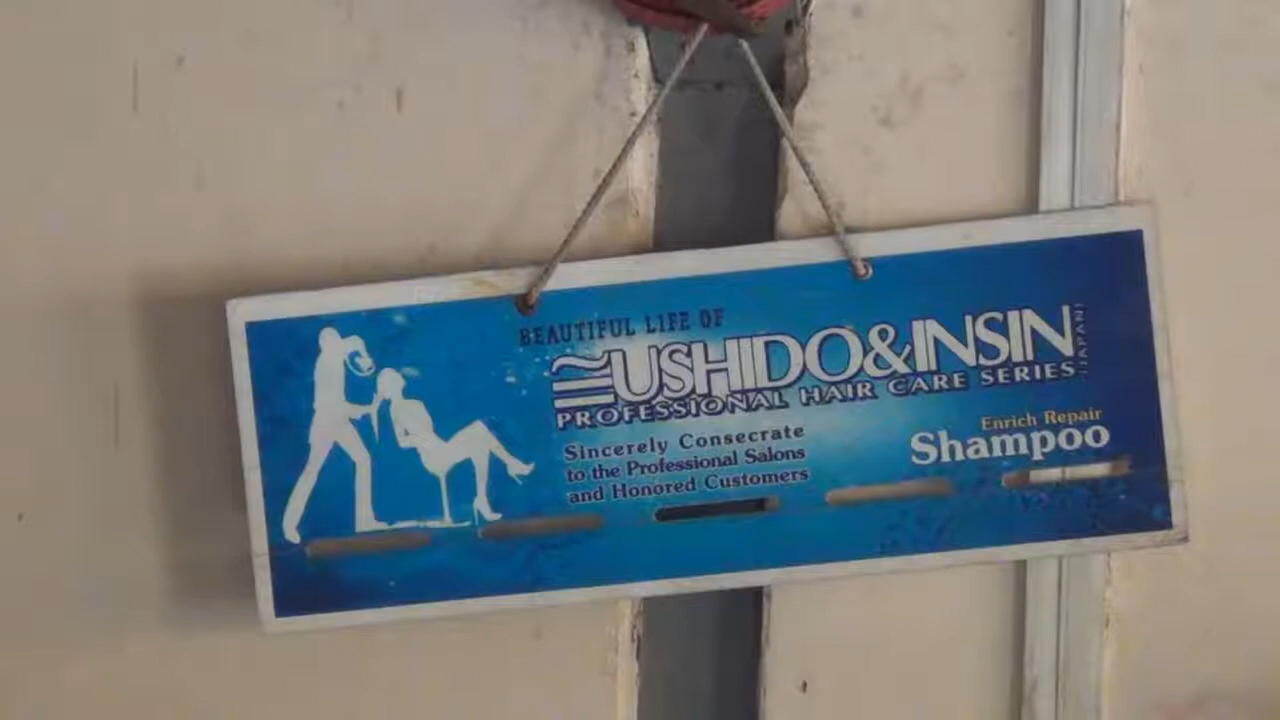 BEAUTIFUL LIFE OF
USHIDO&INSIN
JAPAN
PROFESSIONAL HAIR CARE SERIES
Sincerely Consecrate
to the Professional Salons
and Honored Customers
Enrich Repair
Shampoo